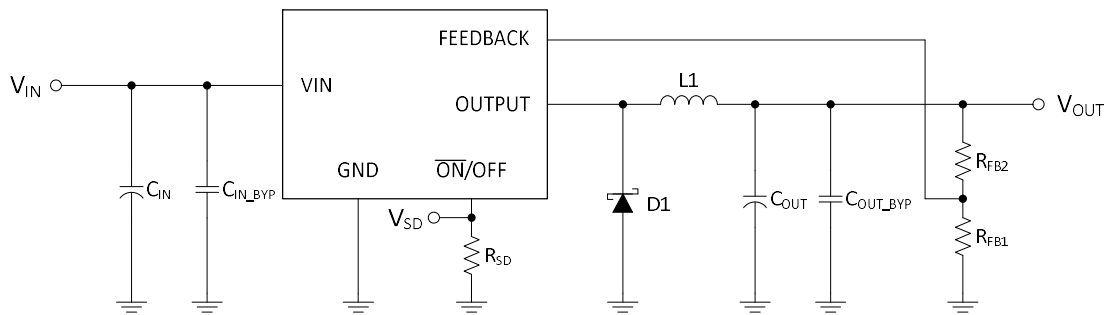 FEEDBACK
L1
VIN
VIN
OUTPUT
VOUT
GND
ON/OFF
RFB2
CIN
CIN_BYP
D1
COUT
COUT_BYP
VSD
RFB1
RSD